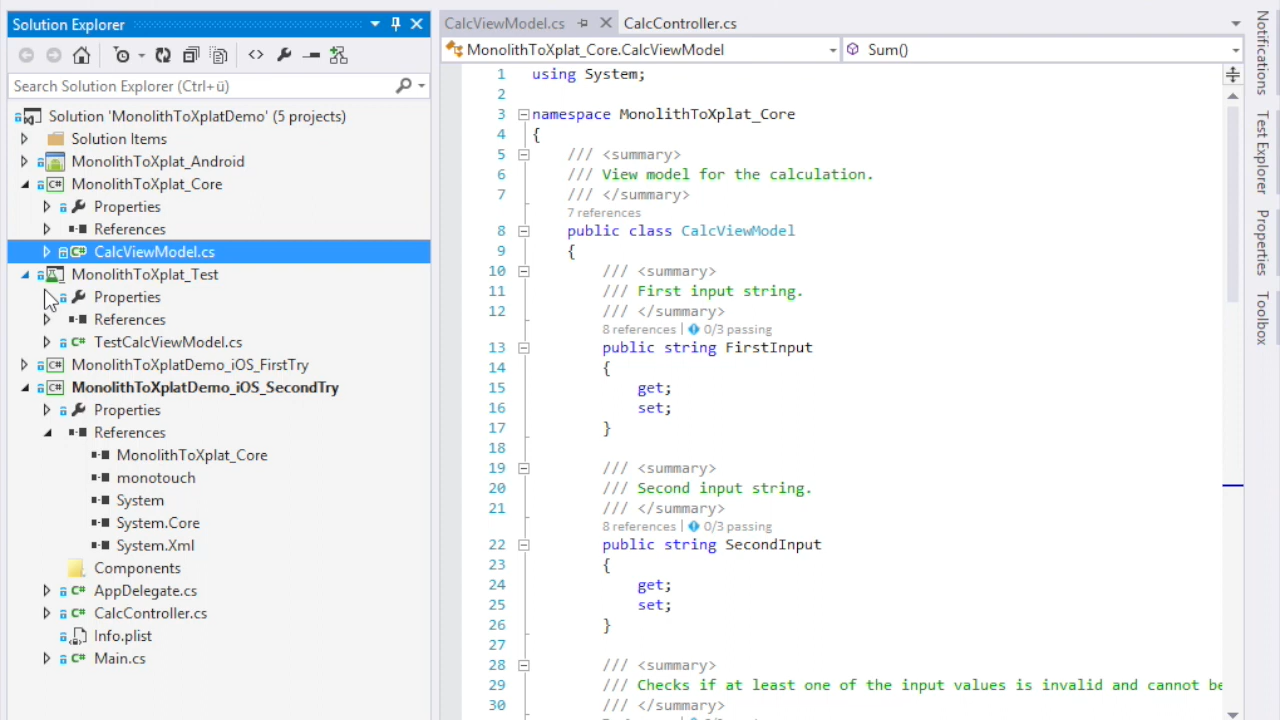 Solution Explorer
Search Solution Explorer (Ctrl+ü)
Solution 'MonolithToXplatDemo' (5 projects)
Solution Items
MonolithToXplat_Android
MonolithToXplat_Core
Properties
References
CalcViewModel.cs
MonolithToXplat_Test
Properties
References
TestCalcViewModel.cs
MonolithToXplatDemo_iOS_FirstTry
MonolithToXplatDemo_iOS_SecondTry
Properties
References
MonolithToXplat_Core
monotouch
System
System.Core
System.Xml
Components
AppDelegate.cs
CalcController.cs
Info.plist
Main.cs
CalcViewModel.cs CalcController.cs
MonolithToXplat_Core.CalcViewModel Sum()
1 using System;
2
3 namespace MonolithToXplat_Core
4 {
5 /// <summary>
6 /// View model for the calculation.
7 /// </summary>
7 references
8 public class CalcViewModel
9 {
10 /// <summary>
11 /// First input string.
12 /// </summary>
8 references | 0/3 passing
13 public string FirstInput
14 {
15 get;
16 set;
17 }
18
19 /// <summary>
20 /// Second input string.
21 /// </summary>
8 references | 0/3 passing
22 public string SecondInput
23 {
24 get;
25 set;
26 }
27
28 /// <summary>
29 /// Checks if at least one of the input values is invalid and cannot be
30 /// </summary>
Notifications
Test Explorer
Properties
Toolbox